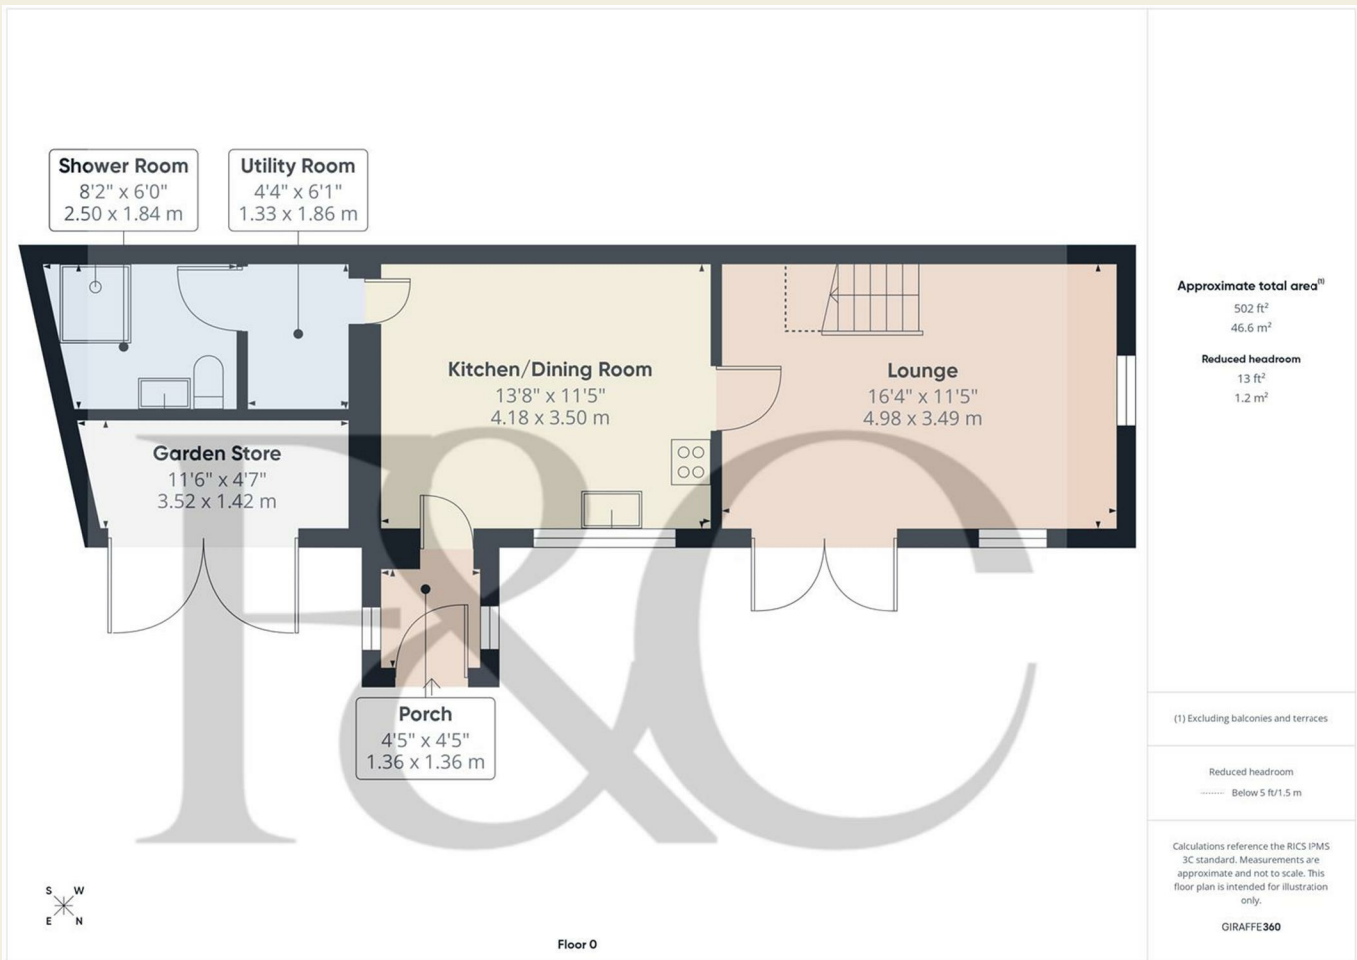 Shower Room
8'2" x 6'0"
2.50 x 1.84 m
Utility Room
4'4" x 6'1"
1.33 x 1.86 m
Kitchen/Dining Room
13'8" x 11'5"
4.18 x 3.50 m
Lounge
16'4" x 11'5"
4.98 x 3.49 m
Garden Store
11'6" x 4'7"
3.52 x 1.42 m
Porch
4'5" x 4'5"
1.36 x 1.36 m
F&C
S W
E N
Floor 0
Approximate total area(1)
502 ft²
46.6 m²
Reduced headroom
13 ft²
1.2 m²
(1) Excluding balconies and terraces
Reduced headroom
Below 5 ft/1.5 m
Calculations reference the RICS IPMS
3C standard. Measurements are
approximate and not to scale. This
floor plan is intended for illustration
only.
GIRAFFE360